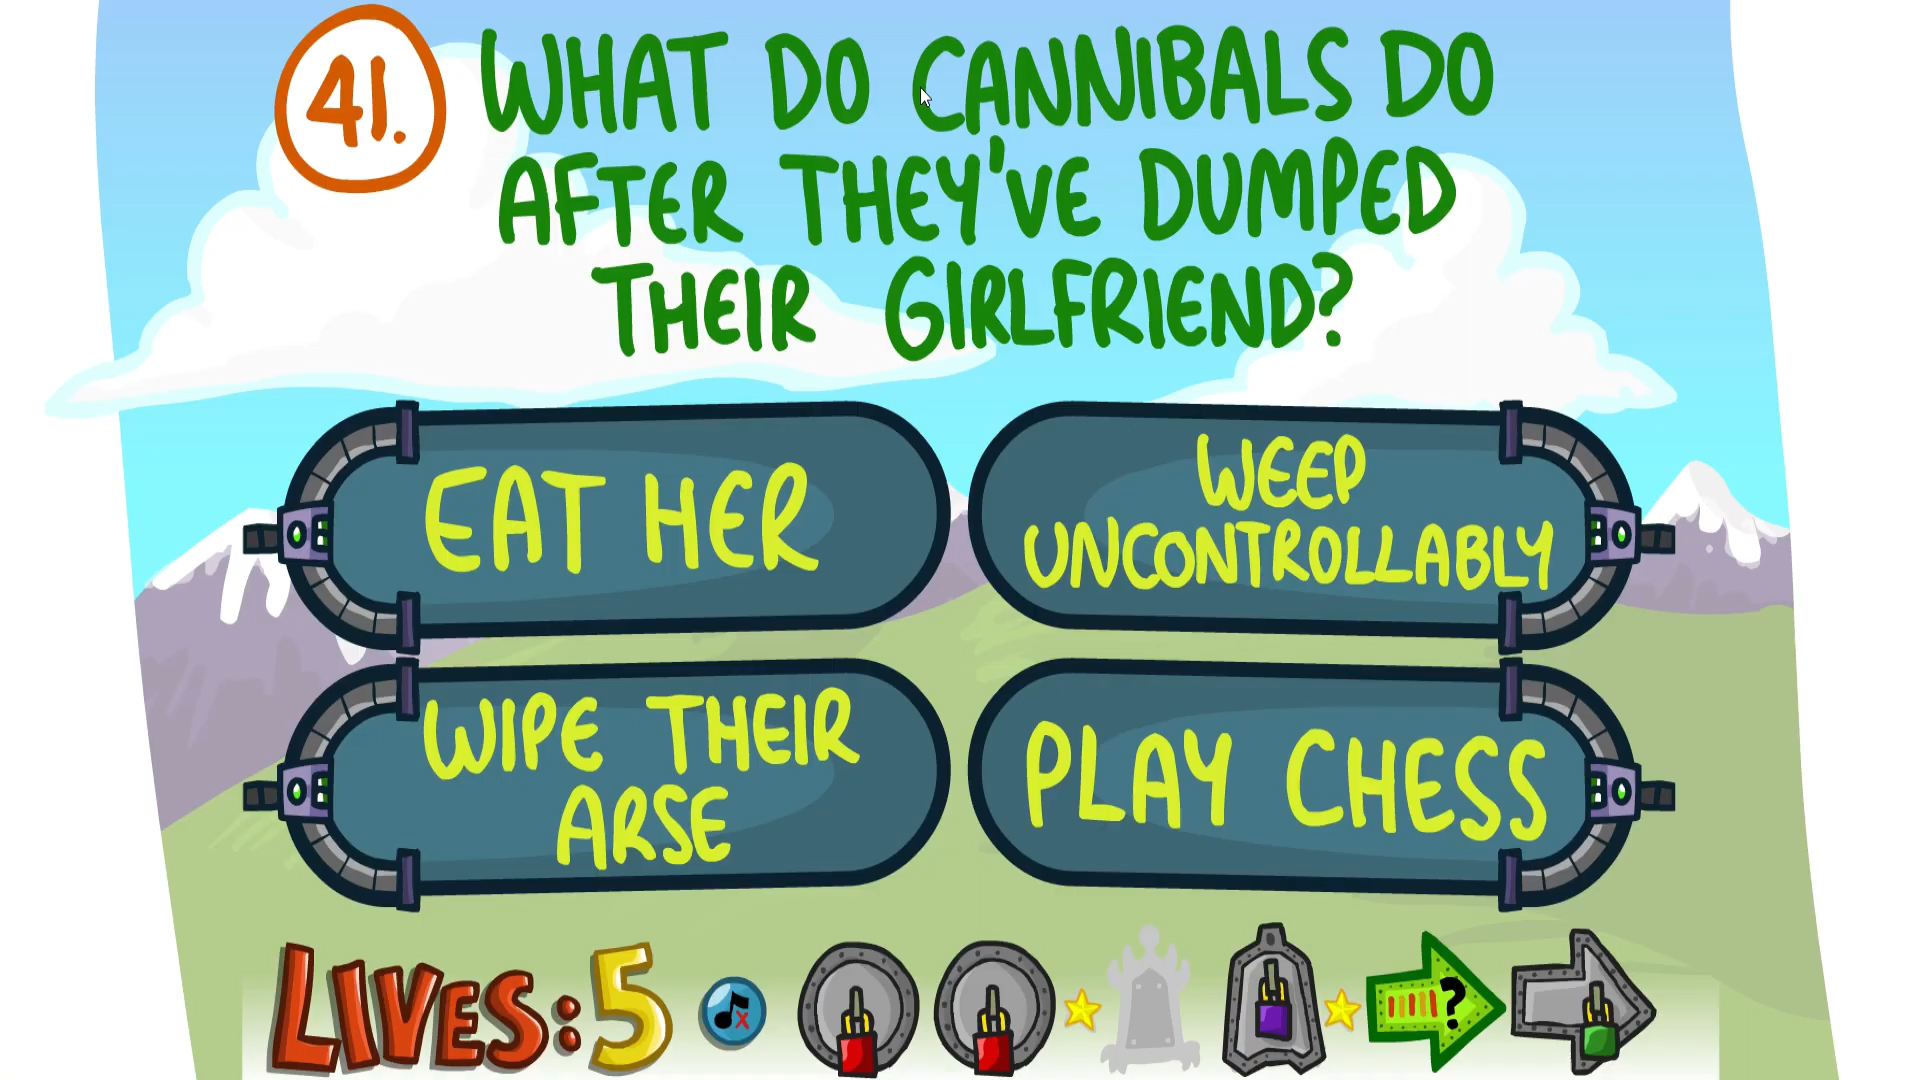 41.
WHAT DO CANNIBALS DO
AFTER THEY'VE DUMPED
THEIR GIRLFRIEND?
EAT HER
WEEP
UNCONTROLLABLY
WIPE THEIR
ARSE
PLAY CHESS
LIVES: 5
?